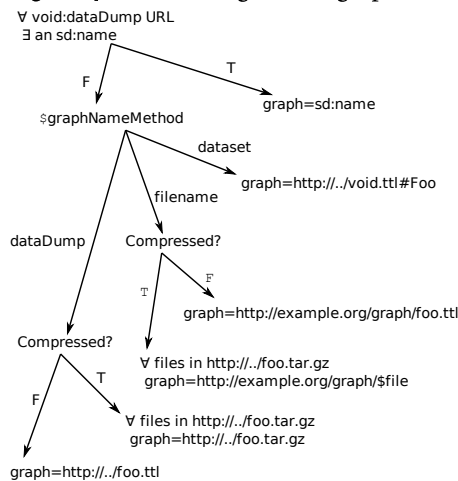 ∀ void:dataDump URL
∃ an sd:name
F
T
graph=sd:name
$graphNameMethod
dataset
graph=http://../void.ttl#Foo
filename
dataDump
Compressed?
F
T
graph=http://example.org/graph/foo.ttl
Compressed?
∀ files in http://../foo.tar.gz
graph=http://example.org/graph/$file
T
F
∀ files in http://../foo.tar.gz
graph=http://../foo.tar.gz
graph=http://../foo.ttl